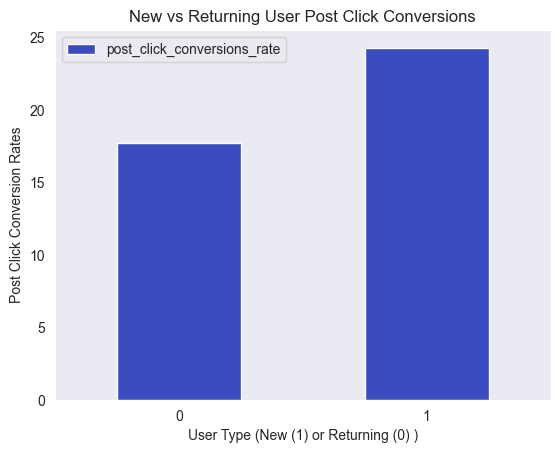 New vs Returning User Post Click Conversions
post_click_conversions_rate
Post Click Conversion Rates
25
20
15
10
5
0
0
1
User Type (New (1) or Returning (0) )